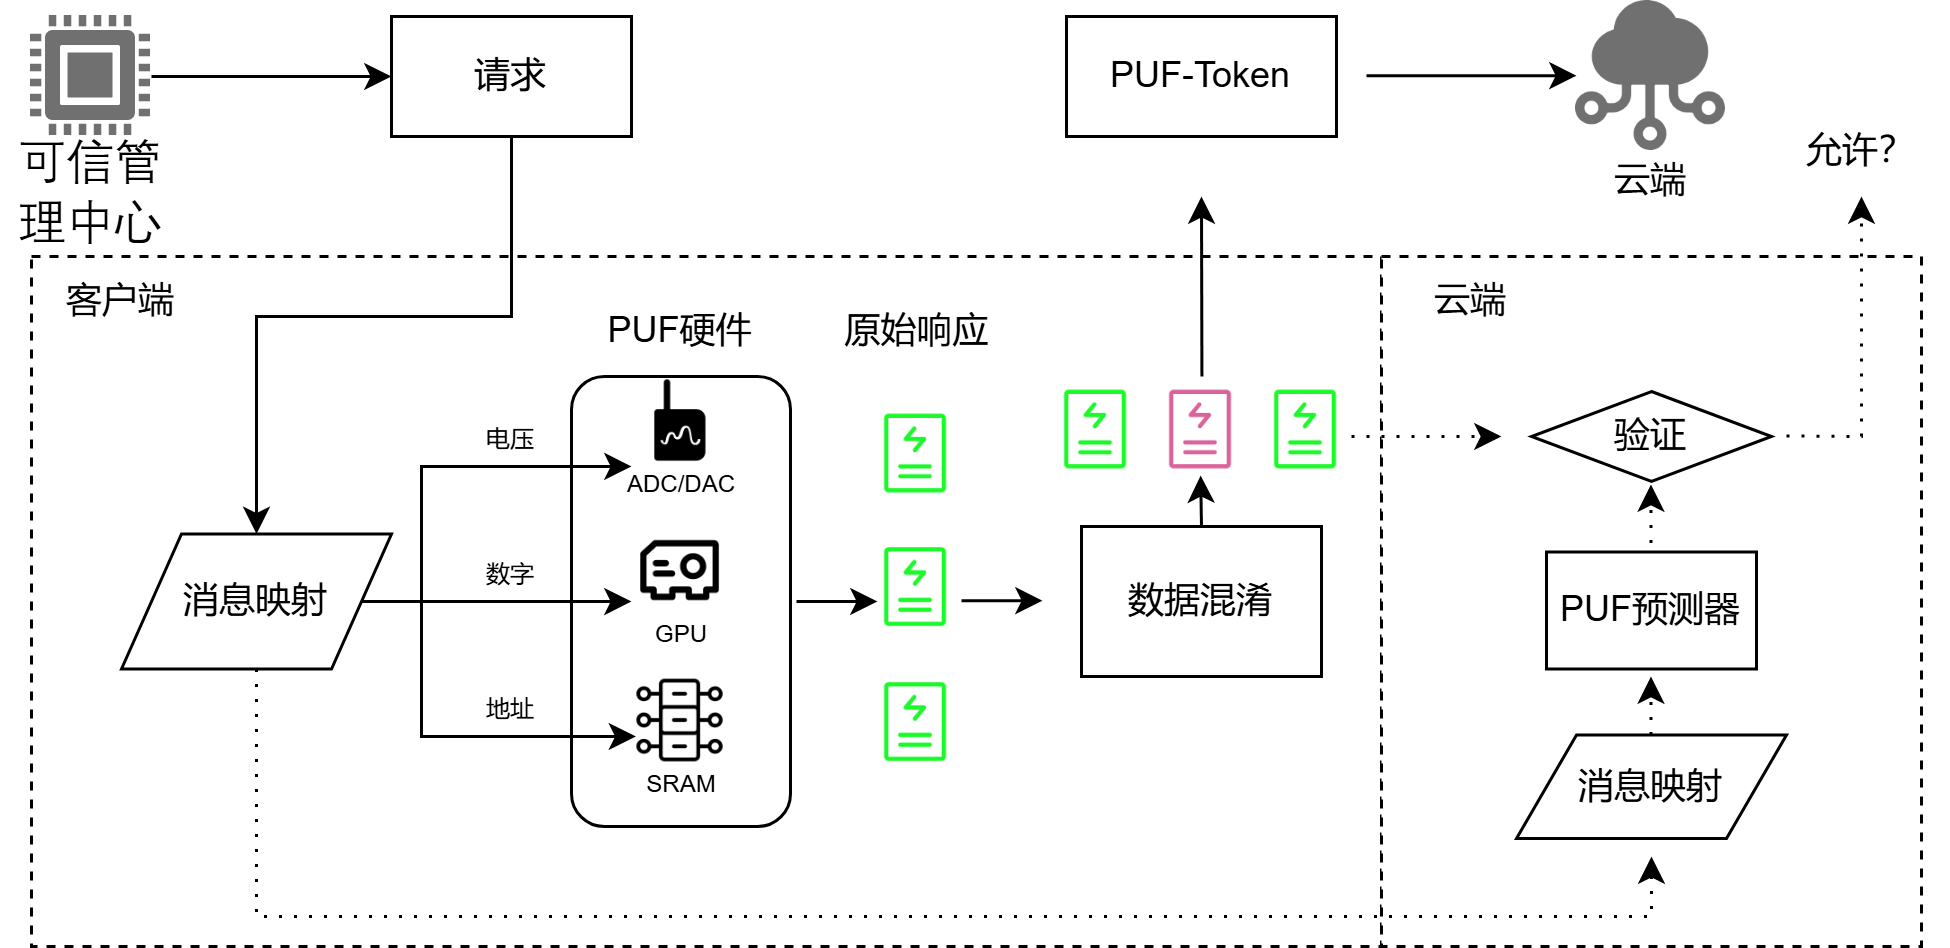 请求
PUF-Token
可信管
理中心
云端
允许?
客户端
云端
PUF硬件
原始响应
电压
ADC/DAC
验证
数字
GPU
消息映射
数据混淆
PUF预测器
地址
SRAM
消息映射